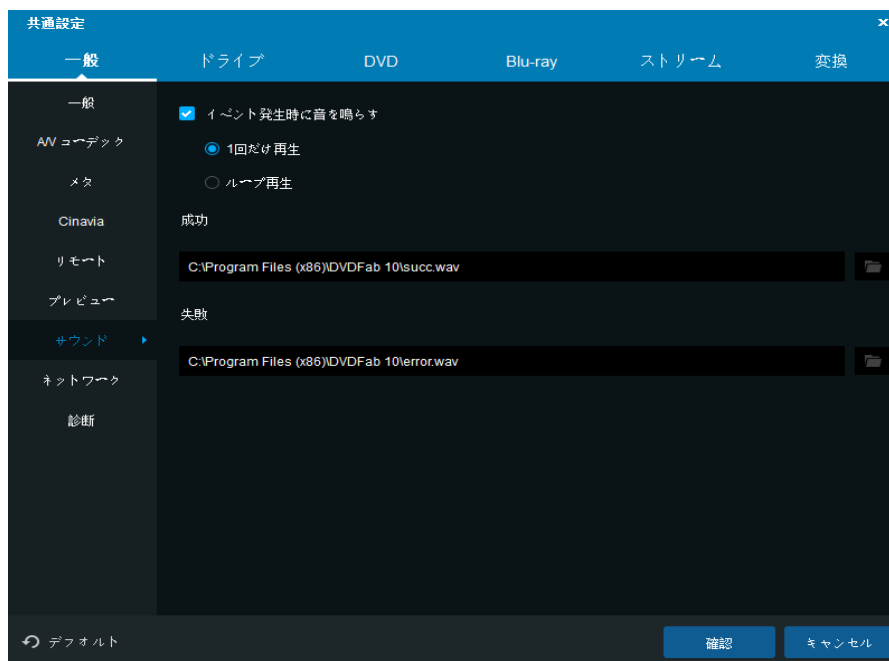 共通設定
一般 ドライブ DVD Blu-ray ストリーム 変換
一般
A/V コーデック
メタ
Cinavia
リモート
プレビュー
サウンド
ネットワーク
診断
イベント発生時に音を鳴らす
1回だけ再生
ループ再生
成功
C:\Program Files (x86)\DVDFab 10\succ.wav
失敗
C:\Program Files (x86)\DVDFab 10\error.wav
デフォルト
確認 キャンセル